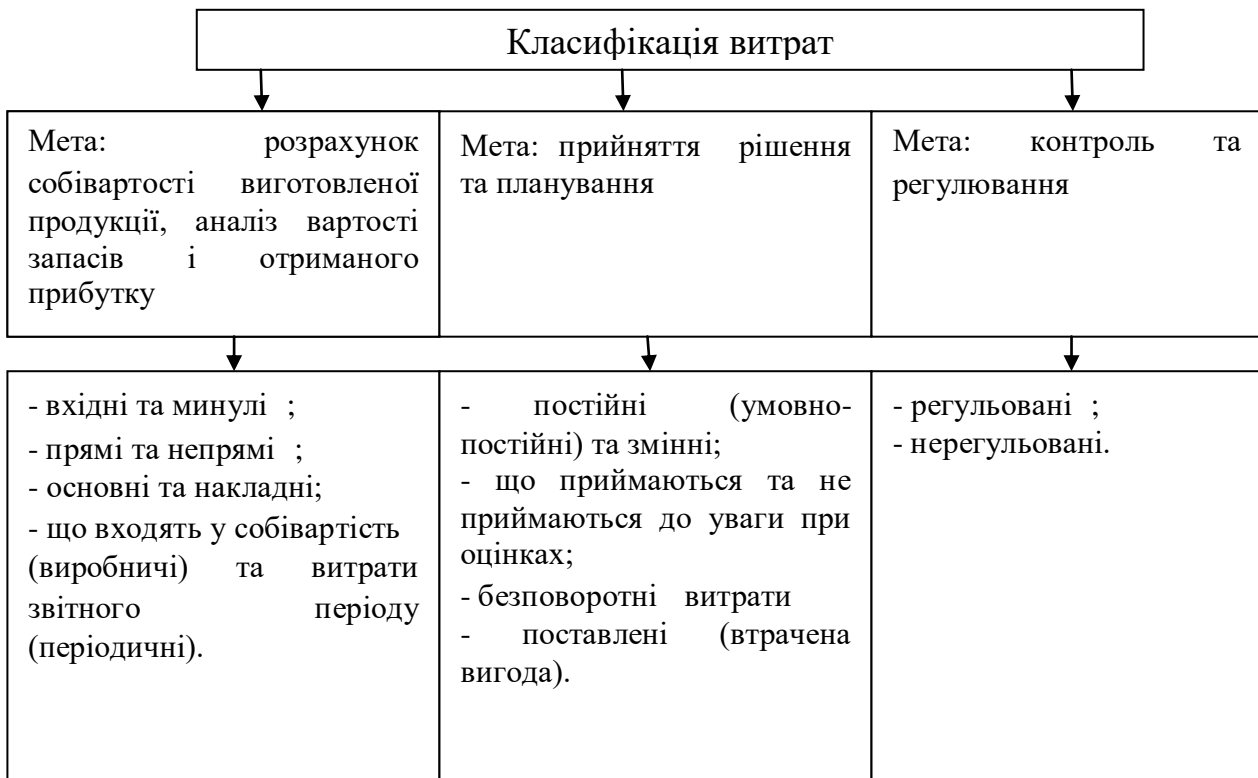 Класифікація витрат
Мета: розрахунок
собівартості виготовленої
продукції, аналіз вартості
запасів і отриманого
прибутку
Мета: прийняття рішення
та планування
Мета: контроль та
регулювання
- вхідні та минулі ;
- прямі та непрямі ;
- основні та накладні;
- що входять у собівартість
(виробничі) та витрати
звітного періоду
(періодичні).
- постійні (умовно-
постійні) та змінні;
- що приймаються та не
приймаються до уваги при
оцінках;
- безповоротні витрати
- поставлені (втрачена
вигода).
- регульовані ;
- нерегульовані.